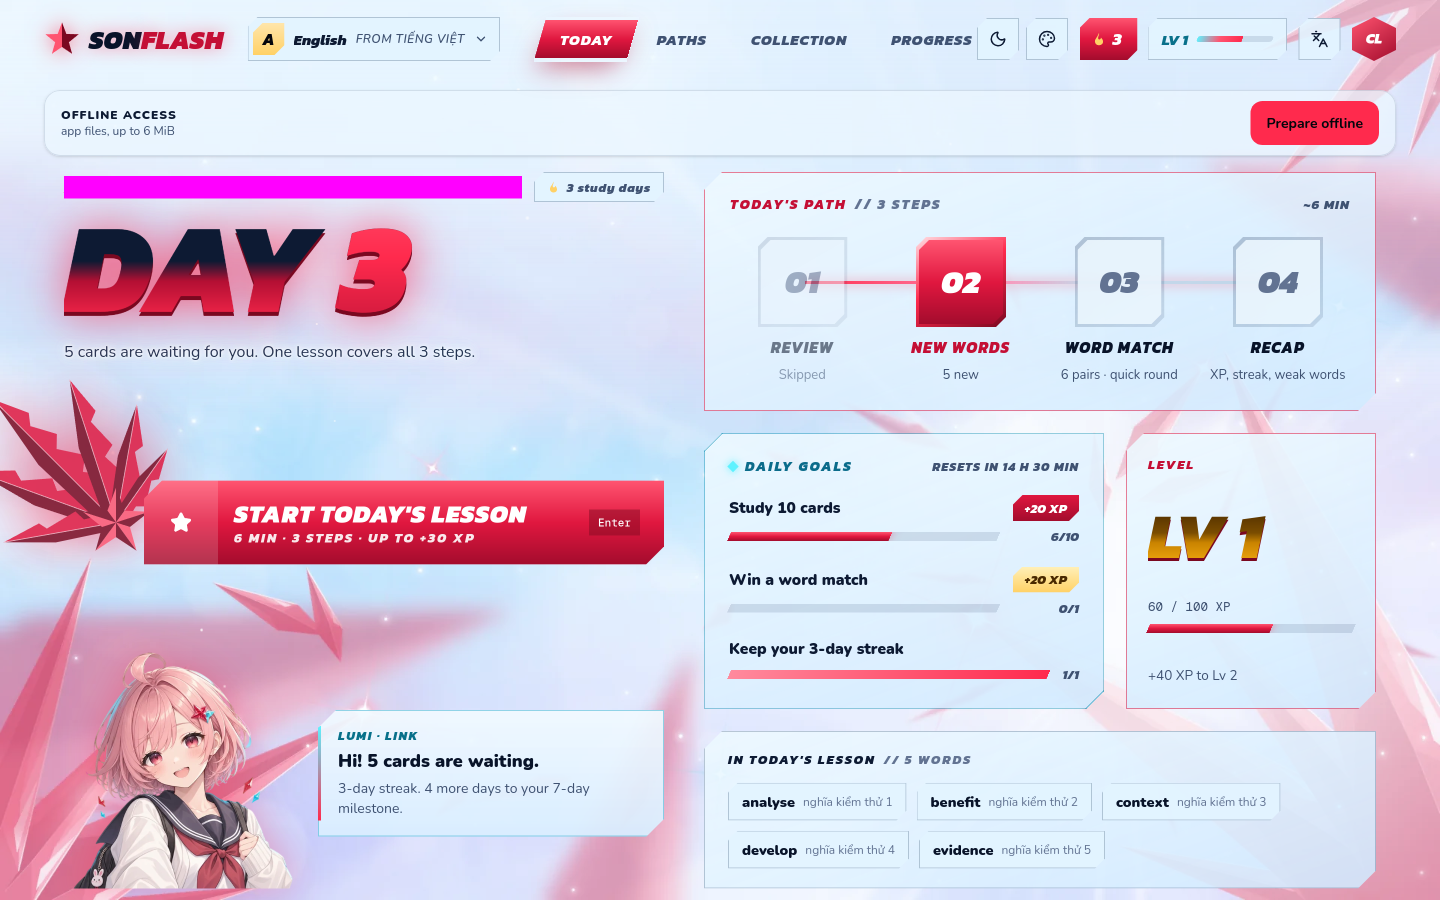 SONFLASH
A English FROM TIẾNG VIỆT
TODAY PATHS COLLECTION PROGRESS
3
LV 1
CL
OFFLINE ACCESS
app files, up to 6 MiB
Prepare offline
3 study days
DAY 3
5 cards are waiting for you. One lesson covers all 3 steps.
START TODAY'S LESSON
6 MIN · 3 STEPS · UP TO +30 XP
Enter
LUMI · LINK
Hi! 5 cards are waiting.
3-day streak. 4 more days to your 7-day
milestone.
TODAY'S PATH // 3 STEPS
~6 MIN
01 02 03 04
REVIEW NEW WORDS WORD MATCH RECAP
Skipped 5 new 6 pairs · quick round XP, streak, weak words
DAILY GOALS
RESETS IN 14 H 30 MIN
Study 10 cards
+20 XP
6/10
Win a word match
+20 XP
0/1
Keep your 3-day streak
1/1
LEVEL
LV 1
60 / 100 XP
+40 XP to Lv 2
IN TODAY'S LESSON // 5 WORDS
analyse nghĩa kiểm thử 1
benefit nghĩa kiểm thử 2
context nghĩa kiểm thử 3
develop nghĩa kiểm thử 4
evidence nghĩa kiểm thử 5